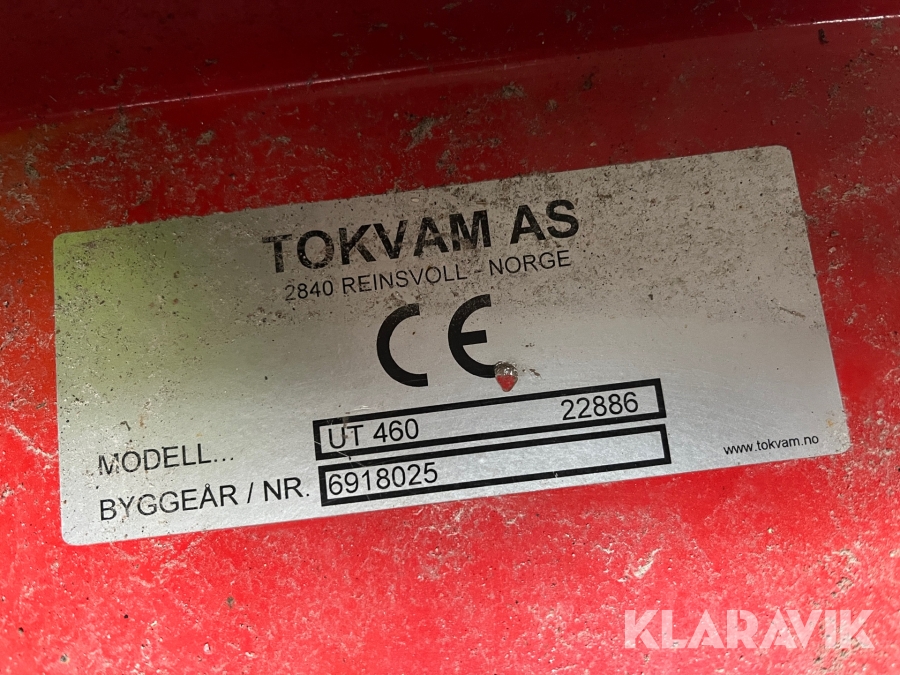 TOKVAM AS
2840 REINSVOLL - NORGE
CE
MODELL... UT 460 22886
BYGGEÅR / NR. 6918025
www.tokvam.no
KLARAVIK